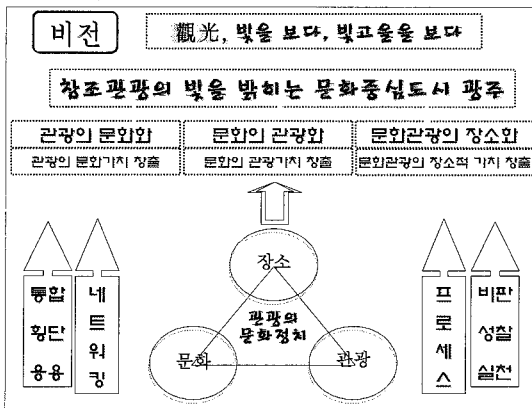 비전
觀光, 빛을 보다, 빛고을을 보다
창조관광의 빛을 밝히는 문화중심도시 광주
관광의 문화화
문화의 관광화
문화관광의 장소화
관광의 문화가치 창출
문화의 관광가치 창출
문화관광의 장소적 가치 창출
장소
관광의
문화정치
문화
관광
통합
횡단
응용
네트워킹
프로세스
비판
성찰
실천